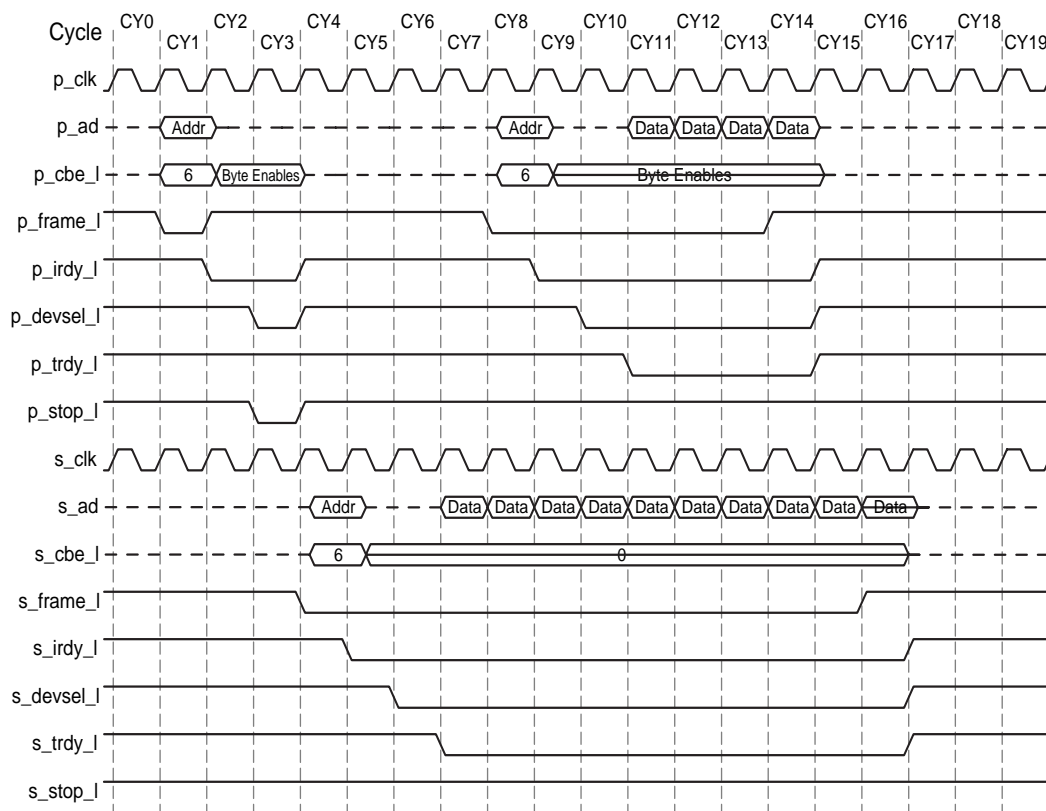 Cycle CY0 CY1 CY2 CY3 CY4 CY5 CY6 CY7 CY8 CY9 CY10 CY11 CY12 CY13 CY14 CY15 CY16 CY17 CY18 CY19
p_clk
p_ad Addr Addr Data Data Data Data
p_cbe_l 6 Byte Enables 6 Byte Enables
p_frame_l
p_irdy_l
p_devsel_l
p_trdy_l
p_stop_l
s_clk
s_ad Addr Data Data Data Data Data Data Data Data Data Data
s_cbe_l 6 0
s_frame_l
s_irdy_l
s_devsel_l
s_trdy_l
s_stop_l